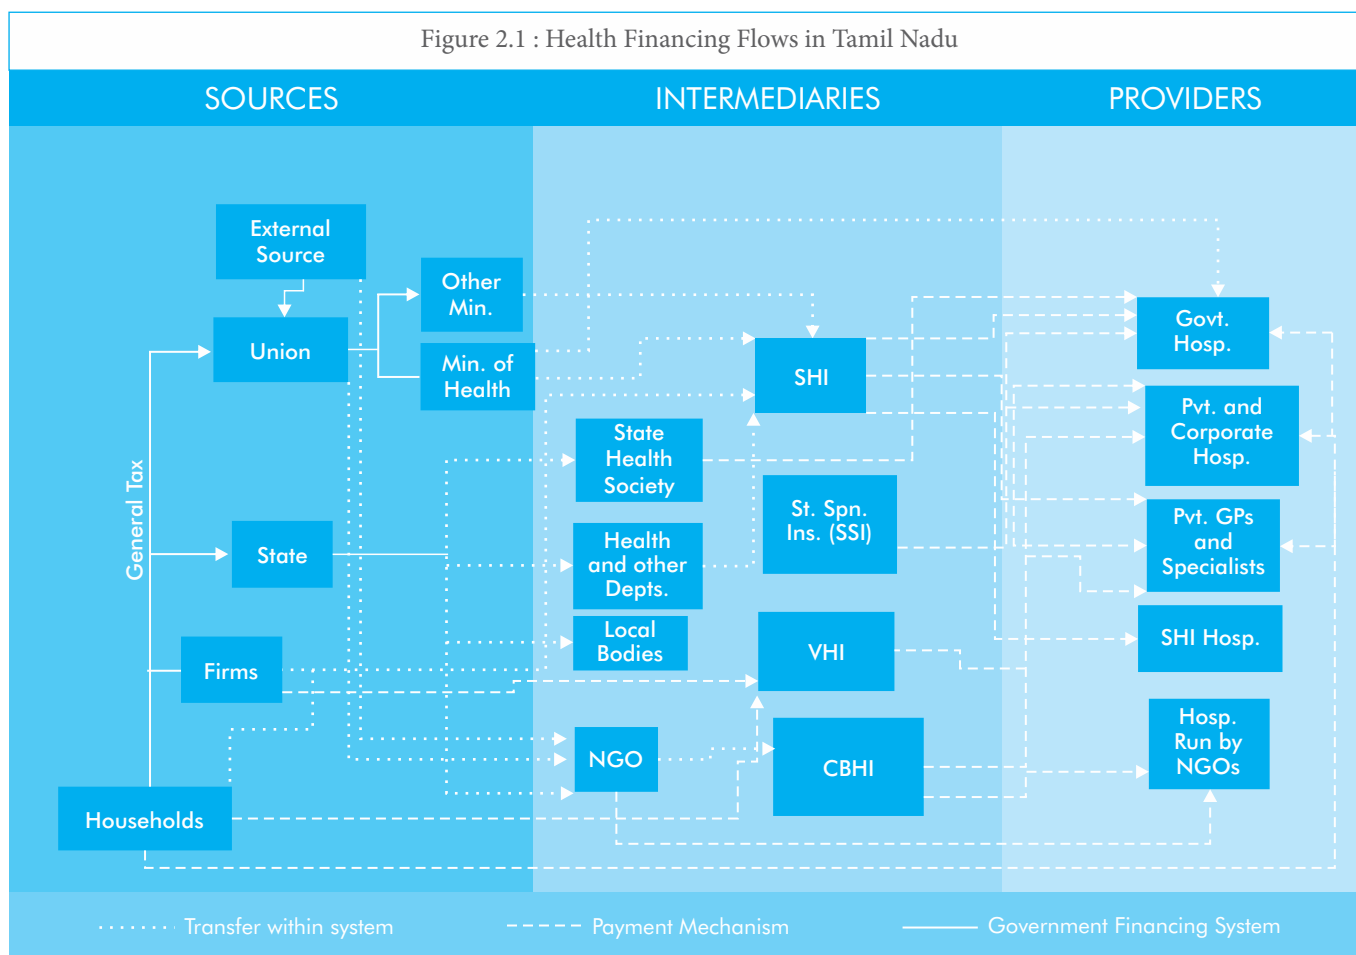 Figure 2.1 : Health Financing Flows in Tamil Nadu
SOURCES
INTERMEDIARIES
PROVIDERS
External
Source
Other
Min.
Union
Min. of
Health
General Tax
State
Firms
Households
SHI
State
Health
Society
St. Spn.
Ins. (SSI)
Health
and other
Depts.
Local
Bodies
VHI
NGO
CBHI
Govt.
Hosp.
Pvt. and
Corporate
Hosp.
Pvt. GPs
and
Specialists
SHI Hosp.
Hosp.
Run by
NGOs
Transfer within system
Payment Mechanism
Government Financing System